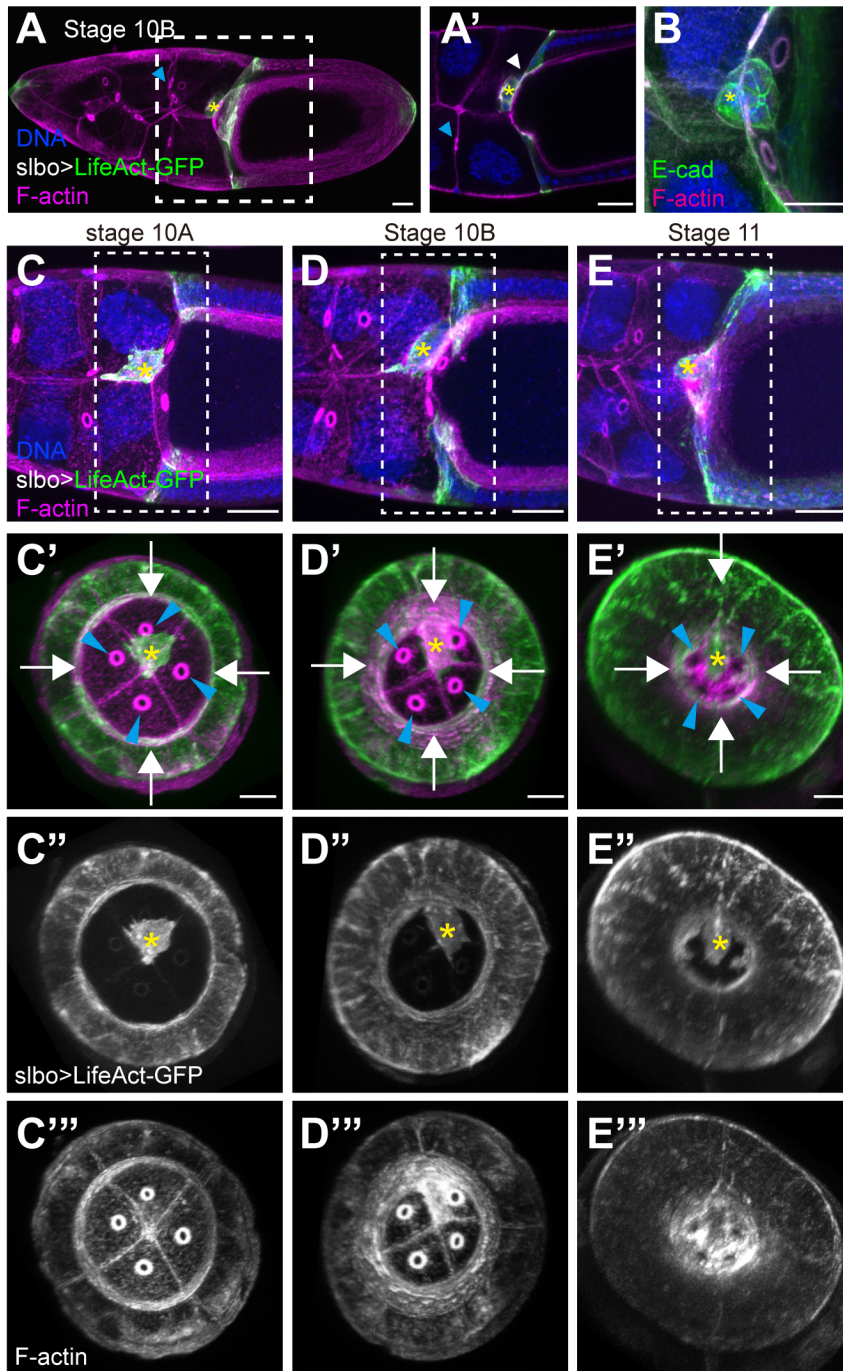 A Stage 10B
*
DNA
slbo>LifeAct-GFP
F-actin
A’
*
B
*
E-cad
F-actin
stage 10A
Stage 10B
Stage 11
C
*
DNA
slbo>LifeAct-GFP
F-actin
D
*
E
*
C’
*
D’
*
E’
*
C’’
*
slbo>LifeAct-GFP
D’’
*
E’’
*
C’’’
F-actin
D’’’
E’’’